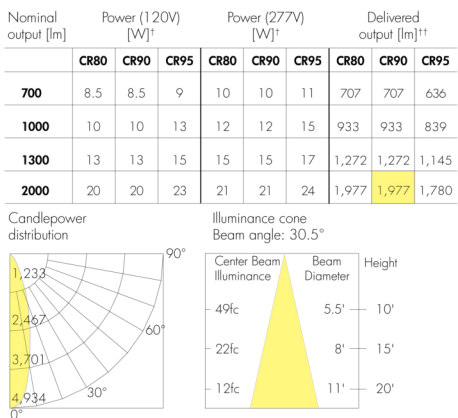 Nominal output [lm] Power (120V) [W]† Power (277V) [W]† Delivered output [lm]††
CR80 CR90 CR95 CR80 CR90 CR95 CR80 CR90 CR95
700 8.5 8.5 9 10 10 11 707 707 636
1000 10 10 13 12 12 15 933 933 839
1300 13 13 15 15 15 17 1,272 1,272 1,145
2000 20 20 23 21 21 24 1,977 1,977 1,780
Candlepower distribution
90°
1,233
2,467
60°
3,701
30°
4,934
0°
Illuminance cone
Beam angle: 30.5°
Center Beam Illuminance Beam Diameter Height
49fc 5.5' 10'
22fc 8' 15'
12fc 11' 20'